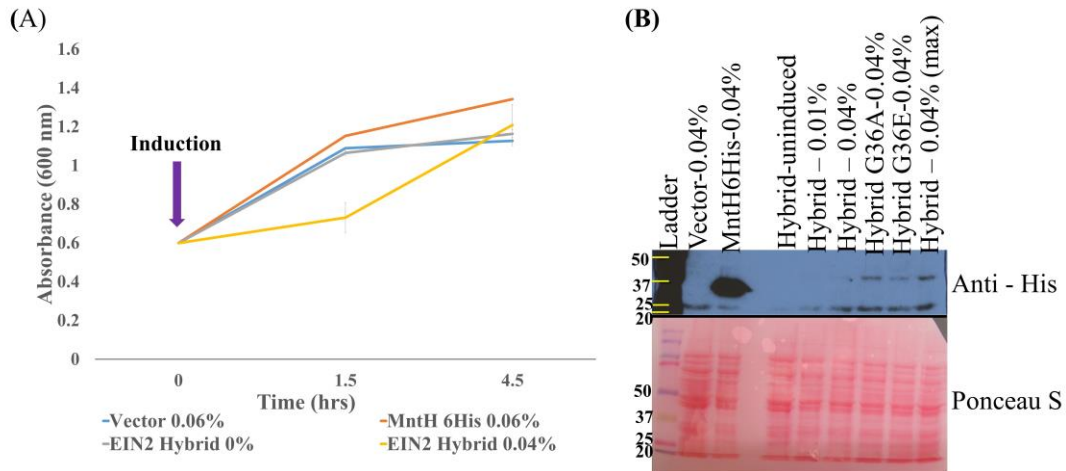 (A)
1.6
1.4
1.2
1
0.8
0.6
0.4
0.2
0
Absorbance (600 nm)
Induction
0
1.5
4.5
Time (hrs)
Vector 0.06%
MntH 6His 0.06%
EIN2 Hybrid 0%
EIN2 Hybrid 0.04%
(B)
Ladder
Vector-0.04%
MntH6His-0.04%
Hybrid-uninduced
Hybrid – 0.01%
Hybrid – 0.04%
Hybrid G36A-0.04%
Hybrid G36E-0.04%
Hybrid – 0.04% (max)
50
37
25
20
Anti - His
50
37
25
20
Ponceau S